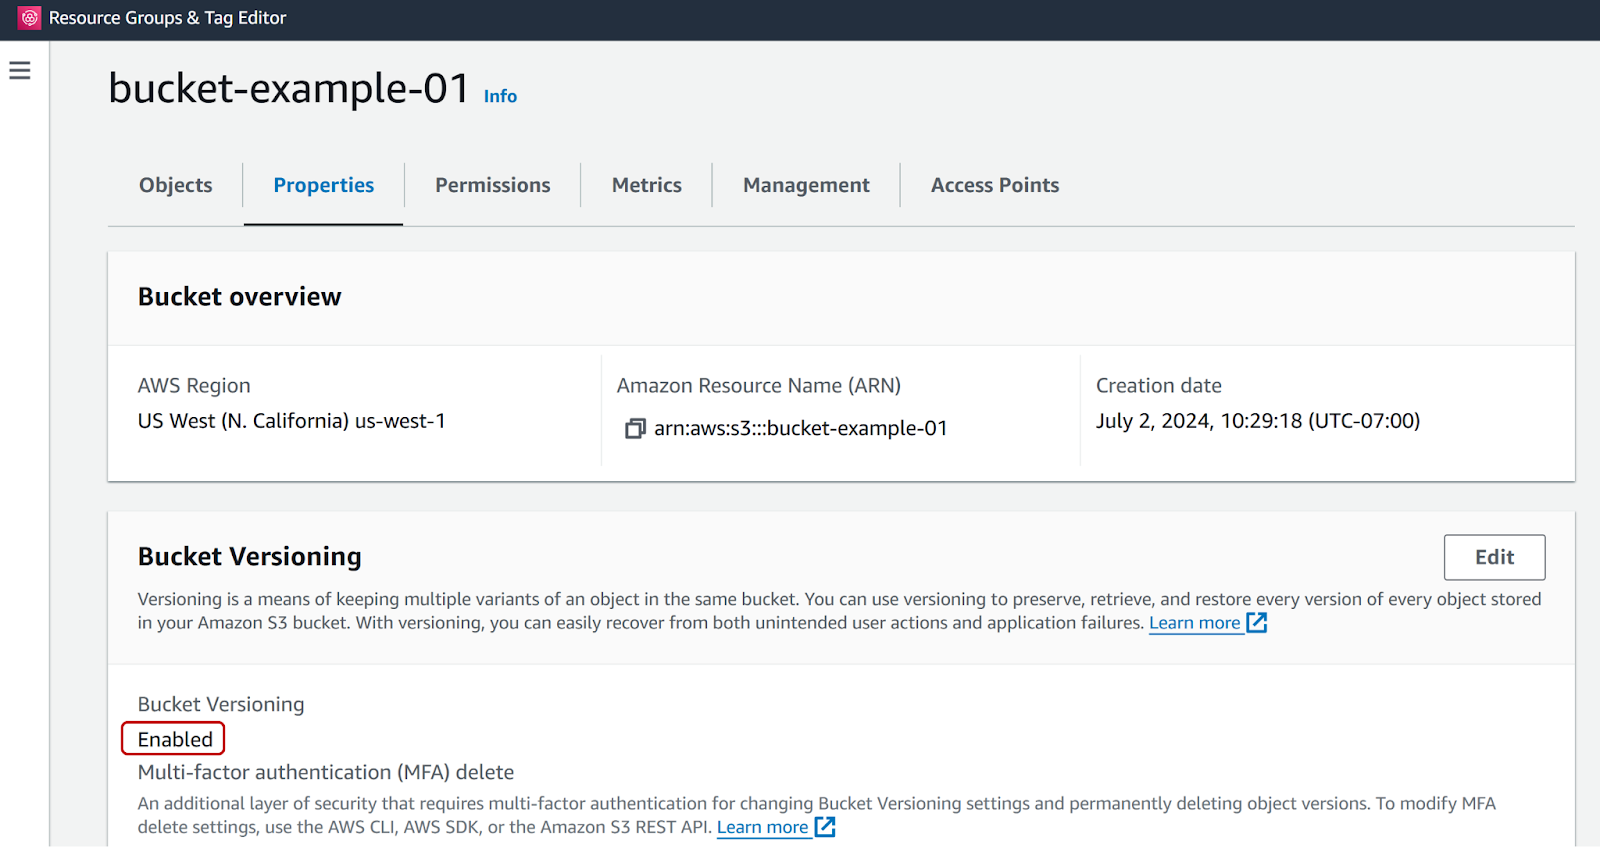 Resource Groups & Tag Editor
bucket-example-01 Info
Objects Properties Permissions Metrics Management Access Points
Bucket overview
AWS Region
US West (N. California) us-west-1
Amazon Resource Name (ARN)
arn:aws:s3:::bucket-example-01
Creation date
July 2, 2024, 10:29:18 (UTC-07:00)
Bucket Versioning
Edit
Versioning is a means of keeping multiple variants of an object in the same bucket. You can use versioning to preserve, retrieve, and restore every version of every object stored
in your Amazon S3 bucket. With versioning, you can easily recover from both unintended user actions and application failures. Learn more
Bucket Versioning
Enabled
Multi-factor authentication (MFA) delete
An additional layer of security that requires multi-factor authentication for changing Bucket Versioning settings and permanently deleting object versions. To modify MFA
delete settings, use the AWS CLI, AWS SDK, or the Amazon S3 REST API. Learn more